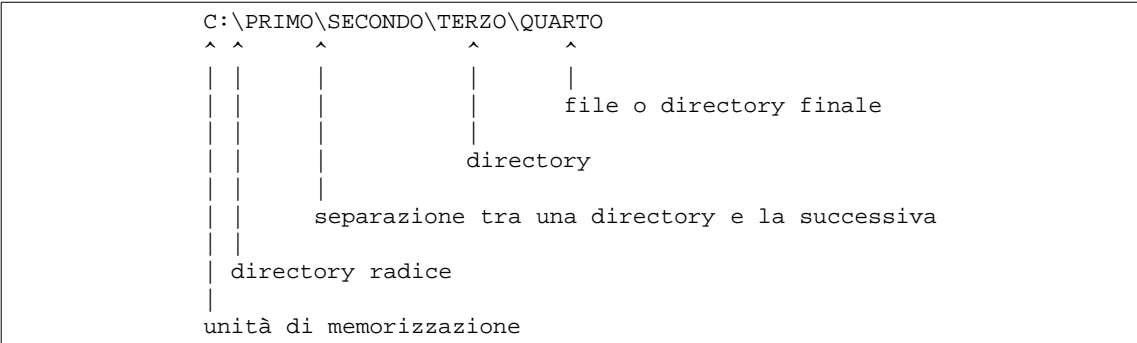 C:\PRIMO\SECONDO\TERZO\QUARTO
file o directory finale
directory
separazione tra una directory e la successiva
directory radice
unità di memorizzazione